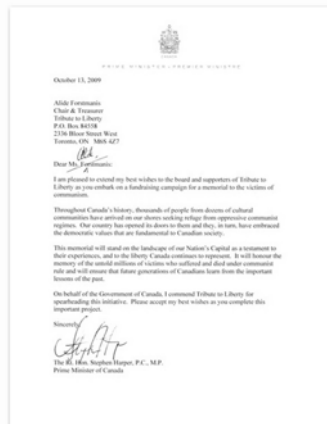 PRIME MINISTER / PREMIER MINISTRE
October 13, 2009
Alide Forstmanis
Chair & Treasurer
Tribute to Liberty
P.O. Box 84558
2336 Bloor Street West
Toronto, ON M6S 4Z7
Dear Ms. Forstmanis:
I am pleased to extend my best wishes to the board and supporters of Tribute to
Liberty as you embark on a fundraising campaign for a memorial to the victims of
communism.
Throughout Canada's history, thousands of people from dozens of cultural
communities have arrived on our shores seeking refuge from oppressive communist
regimes. Our country has opened its doors to them and they, in turn, have embraced
the democratic values that are fundamental to Canadian society.
This memorial will stand on the landscape of our Nation's Capital as a testament to
their experiences, and to the liberty Canada continues to represent. It will honour the
memory of the untold millions of victims who suffered and died under communist
rule and will ensure that future generations of Canadians learn from the important
lessons of the past.
On behalf of the Government of Canada, I commend Tribute to Liberty for
spearheading this initiative. Please accept my best wishes as you complete this
important project.
Sincerely,
The Rt. Hon. Stephen Harper, P.C., M.P.
Prime Minister of Canada